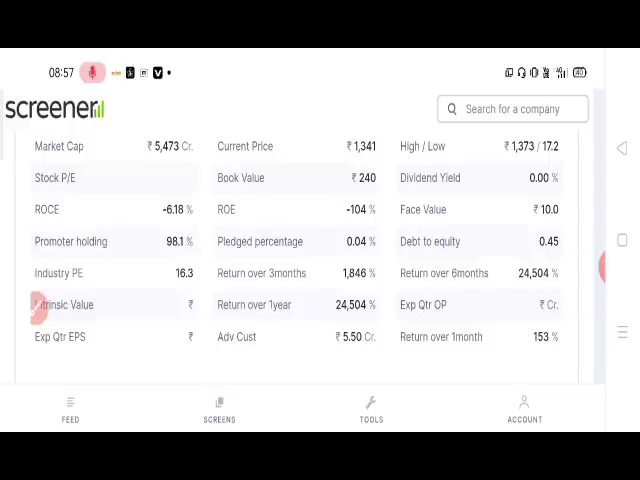 08:57
screener
Search for a company
Market Cap ₹ 5,473 Cr. Current Price ₹ 1,341 High / Low ₹ 1,373 / 17.2
Stock P/E Book Value ₹ 240 Dividend Yield 0.00 %
ROCE -6.18 % ROE -104 % Face Value ₹ 10.0
Promoter holding 98.1 % Pledged percentage 0.04 % Debt to equity 0.45
Industry PE 16.3 Return over 3months 1,846 % Return over 6months 24,504 %
Intrinsic Value ₹ Return over 1year 24,504 % Exp Qtr OP ₹ Cr.
Exp Qtr EPS ₹ Adv Cust ₹ 5.50 Cr. Return over 1month 153 %
FEED SCREENS TOOLS ACCOUNT